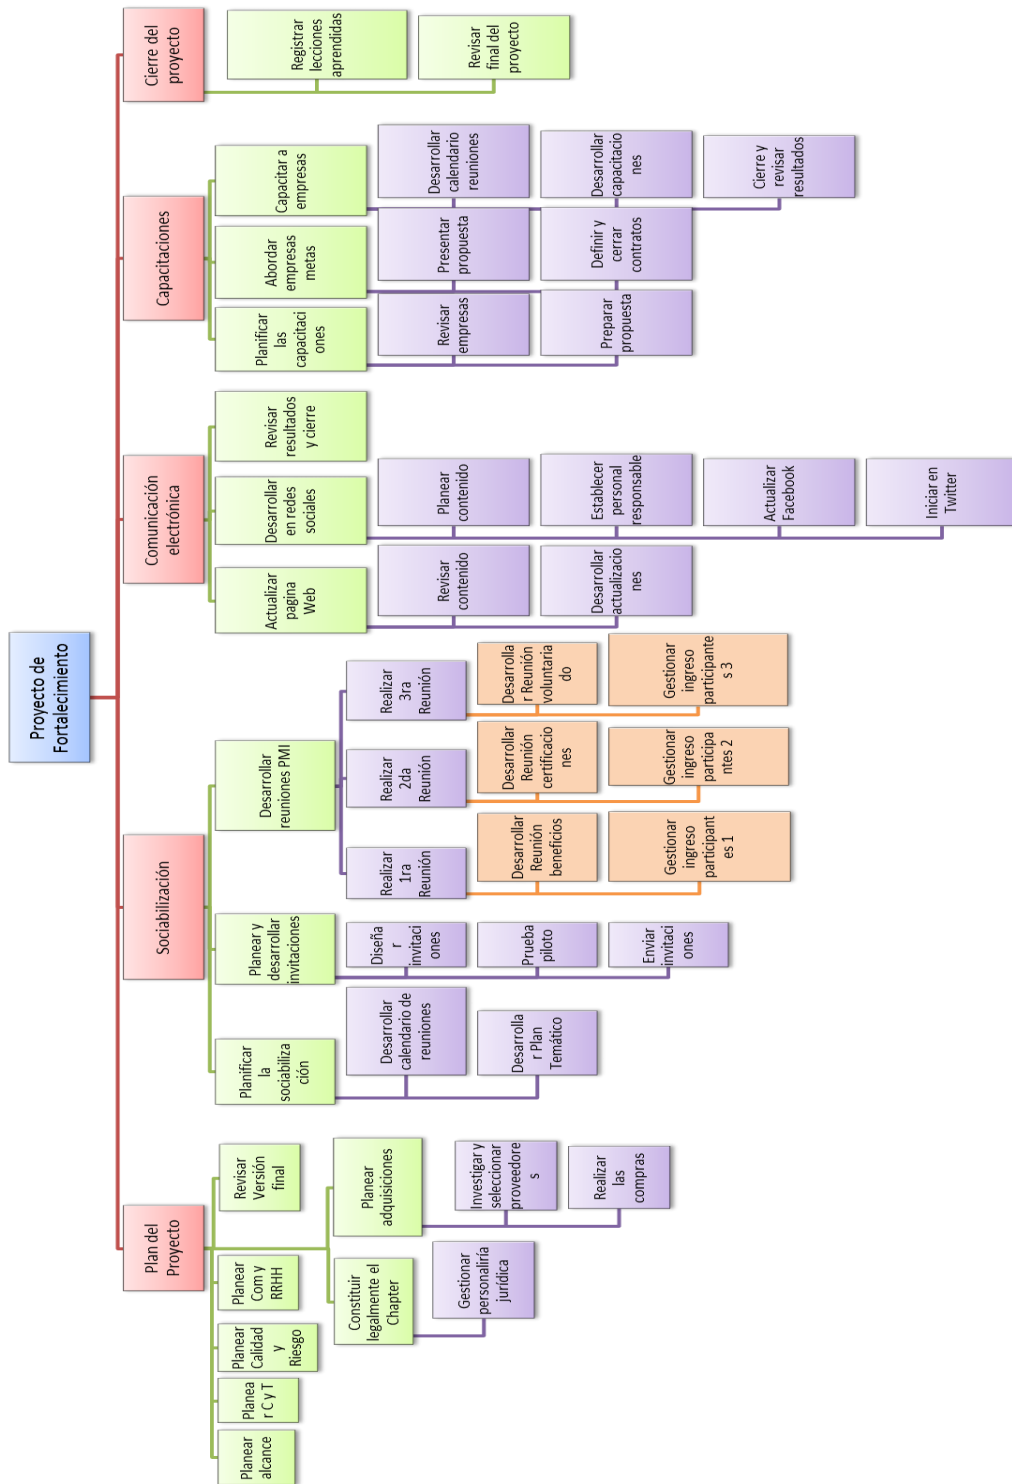 Proyecto de
Fortalecimiento
Plan del
Proyecto
Planear
alcance
Planea
r C y T
Planear
Calidad
y
Riesgo
Planear
Com y
RRHH
Revisar
Versión
final
Constituir
legalmente el
Chapter
Gestionar
personaliría
jurídica
Planear
adquisiciones
Investigar y
seleccionar
proveedore
s
Realizar
las
compras
Sociabilización
Planificar
la
sociabiliza
ción
Desarrollar
calendario de
reuniones
Desarrolla
r Plan
Temático
Planear y
desarrollar
invitaciones
Diseña
r
invitaci
ones
Prueba
piloto
Enviar
invitaci
ones
Desarrollar
reuniones PMI
Realizar
1ra
Reunión
Desarrollar
Reunión
beneficios
Gestionar
ingreso
participant
es 1
Realizar
2da
Reunión
Desarrollar
Reunión
certificacio
nes
Gestionar
ingreso
participa
ntes 2
Realizar
3ra
Reunión
Desarrolla
r Reunión
voluntaria
do
Gestionar
ingreso
participante
s 3
Comunicación
electrónica
Actualizar
pagina
Web
Revisar
contenido
Desarrollar
actualizacio
nes
Desarrollar
en redes
sociales
Planear
contenido
Establecer
personal
responsable
Actualizar
Facebook
Iniciar en
Twitter
Revisar
resultados
y cierre
Capacitaciones
Planificar
las
capacitaci
ones
Revisar
empresas
Preparar
propuesta
Abordar
empresas
metas
Presentar
propuesta
Definir y
cerrar
contratos
Capacitar a
empresas
Desarrollar
calendario
reuniones
Desarrollar
capacitacio
nes
Cierre y
revisar
resultados
Cierre del
proyecto
Registrar
lecciones
aprendidas
Revisar
final del
proyecto